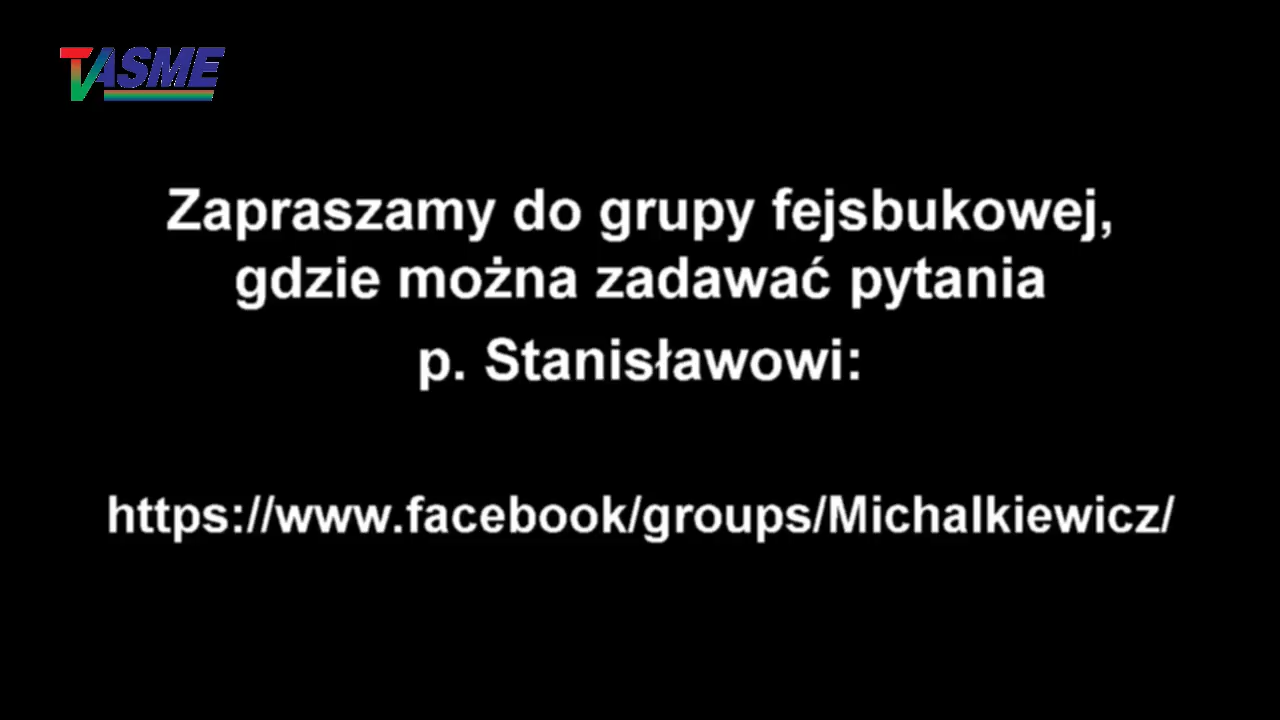 TASME
Zapraszamy do grupy fejsbukowej,
gdzie można zadawać pytania
p. Stanisławowi:
https://www.facebook/groups/Michalkiewicz/